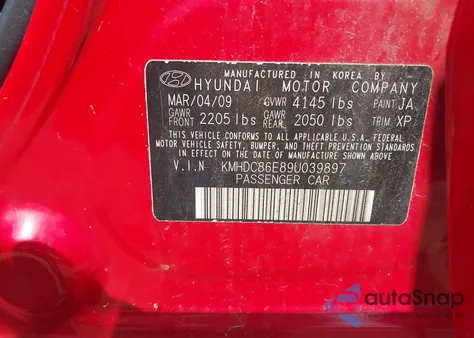 MANUFACTURED IN KOREA BY
HYUNDAI MOTOR COMPANY
MAR/04/09 GVWR 4145 lbs PAINT JA
GAWR FRONT 2205 lbs GAWR REAR 2050 lbs TRIM XP
THIS VEHICLE CONFORMS TO ALL APPLICABLE U.S.A. FEDERAL
MOTOR VEHICLE SAFETY, BUMPER, AND THEFT PREVENTION
STANDARDS IN EFFECT ON THE DATE OF MANUFACTURE
SHOWN ABOVE.
V.I.N KMHDC86E89U039897
PASSENGER CAR
autoSnap